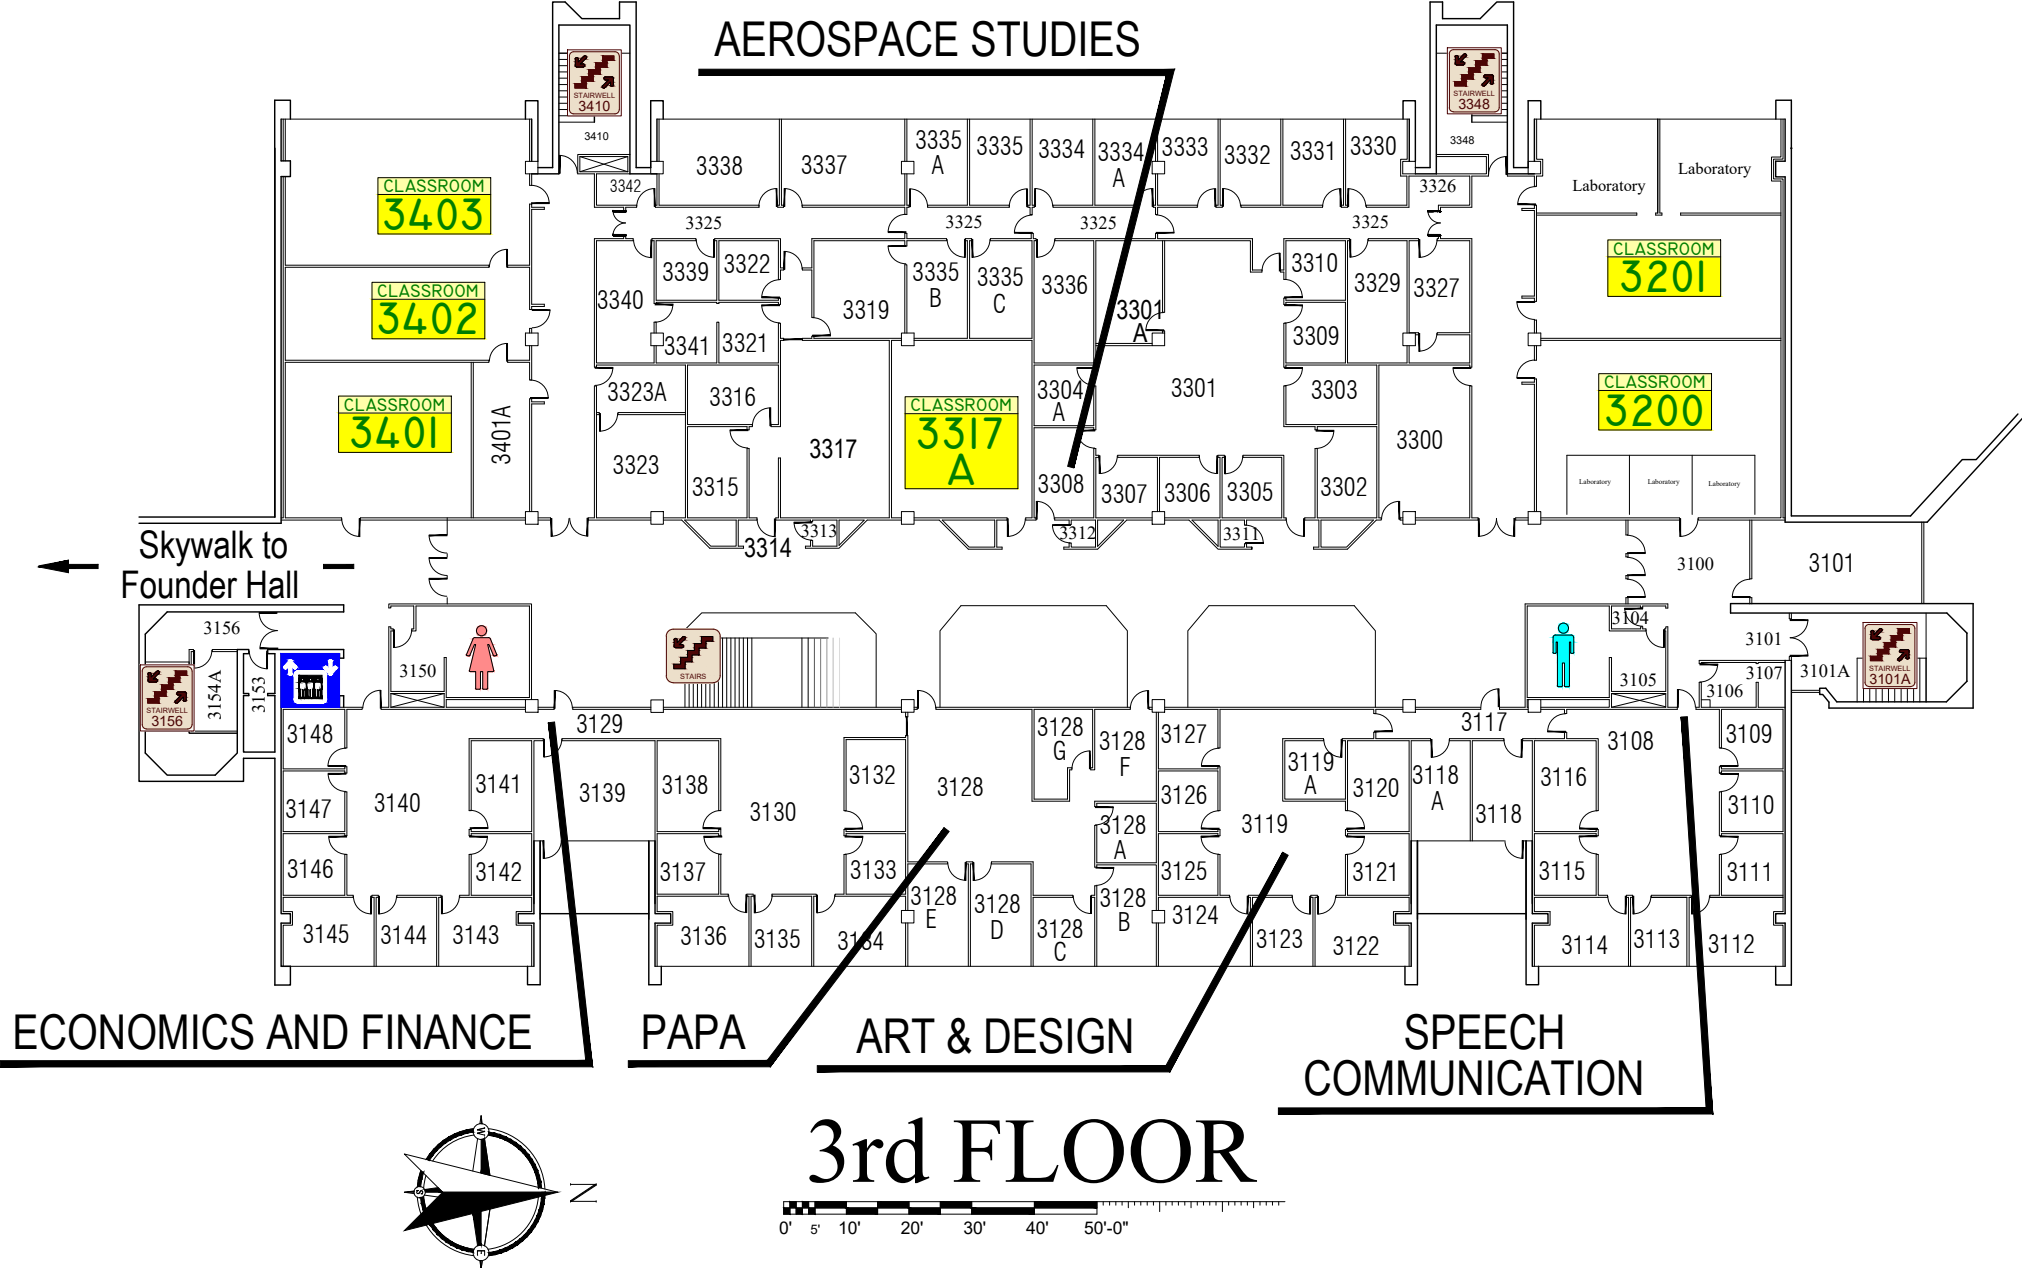 AEROSPACE STUDIES
STAIRWELL
3410
3410
STAIRWELL
3348
3348
3338
3337
3335
A
3335
3334
3334
A
3333
3332
3331
3330
Laboratory
Laboratory
CLASSROOM
3403
3342
3326
3325
3325
3325
3325
CLASSROOM
3201
CLASSROOM
3402
3340
3339
3322
3319
3335
B
3335
C
3336
3301
A
3310
3329
3327
3341
3321
3309
CLASSROOM
3401
3401A
3323A
3316
CLASSROOM
3317
A
3304
A
3301
3303
3300
CLASSROOM
3200
3323
3315
3317
3308
3307
3306
3305
3302
Laboratory
Laboratory
Laboratory
3314
3313
3312
3311
Skywalk to
Founder Hall
3100
3101
3156
3150
3104
3101
STAIRWELL
3156
3154A
3153
STAIRS
3105
3106
3107
3101A
STAIRWELL
3101A
3148
3129
3128
G
3128
F
3127
3117
3108
3109
3147
3140
3141
3139
3138
3130
3132
3128
3126
3119
A
3120
3118
A
3118
3116
3110
3146
3142
3137
3133
3128
A
3125
3119
3121
3115
3111
3145
3144
3143
3136
3135
3134
3128
E
3128
D
3128
C
3128
B
3124
3123
3122
3114
3113
3112
ECONOMICS AND FINANCE
PAPA
ART & DESIGN
SPEECH
COMMUNICATION
W
S
E
N
3rd FLOOR
0' 5' 10' 20' 30' 40' 50'-0"